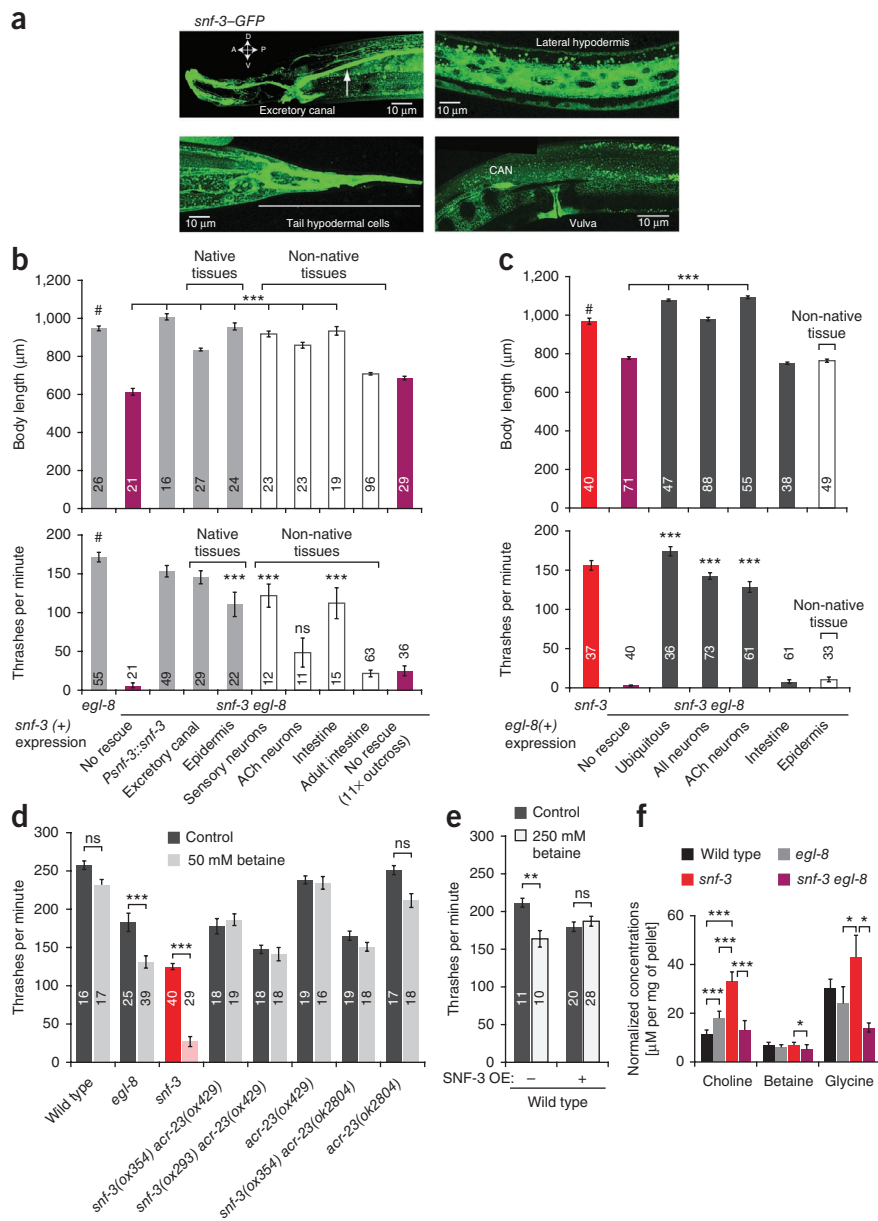 a
snf-3–GFP
D
A P
V
Excretory canal
10 μm
Lateral hypodermis
10 μm
10 μm
Tail hypodermal cells
CAN
Vulva
10 μm
b
Native tissues
Non-native tissues
Body length (μm)
1,200
1,000
800
600
400
200
0
#
***
26
21
16
27
24
23
23
19
96
29
Thrashes per minute
200
150
100
50
0
#
Native tissues
Non-native tissues
***
***
ns
***
55
21
49
29
22
12
11
15
63
36
egl-8
snf-3 egl-8
snf-3 (+) expression
No rescue
Psnf-3::snf-3
Excretory canal
Epidermis
Sensory neurons
ACh neurons
Intestine
Adult intestine
No rescue (11× outcross)
c
Body length (μm)
1,200
1,000
800
600
400
200
0
#
***
Non-native tissue
40
71
47
88
55
38
49
Thrashes per minute
200
150
100
50
0
***
***
***
Non-native tissue
37
40
36
73
61
61
33
snf-3
snf-3 egl-8
egl-8(+) expression
No rescue
Ubiquitous
All neurons
ACh neurons
Intestine
Epidermis
d
Thrashes per minute
300
250
200
150
100
50
0
Control
50 mM betaine
ns
***
***
ns
16
17
25
39
40
29
18
19
18
18
19
16
19
18
17
18
Wild type
egl-8
snf-3
snf-3(ox354) acr-23(ox429)
snf-3(ox293) acr-23(ox429)
acr-23(ox429)
snf-3(ox354) acr-23(ok2804)
acr-23(ok2804)
e
Thrashes per minute
300
250
200
150
100
50
0
Control
250 mM betaine
**
ns
11
10
20
28
SNF-3 OE: – +
Wild type
f
Wild type
egl-8
snf-3
snf-3 egl-8
Normalized concentrations [μM per mg of pellet]
60
40
20
0
***
***
***
***
*
*
*
Choline
Betaine
Glycine